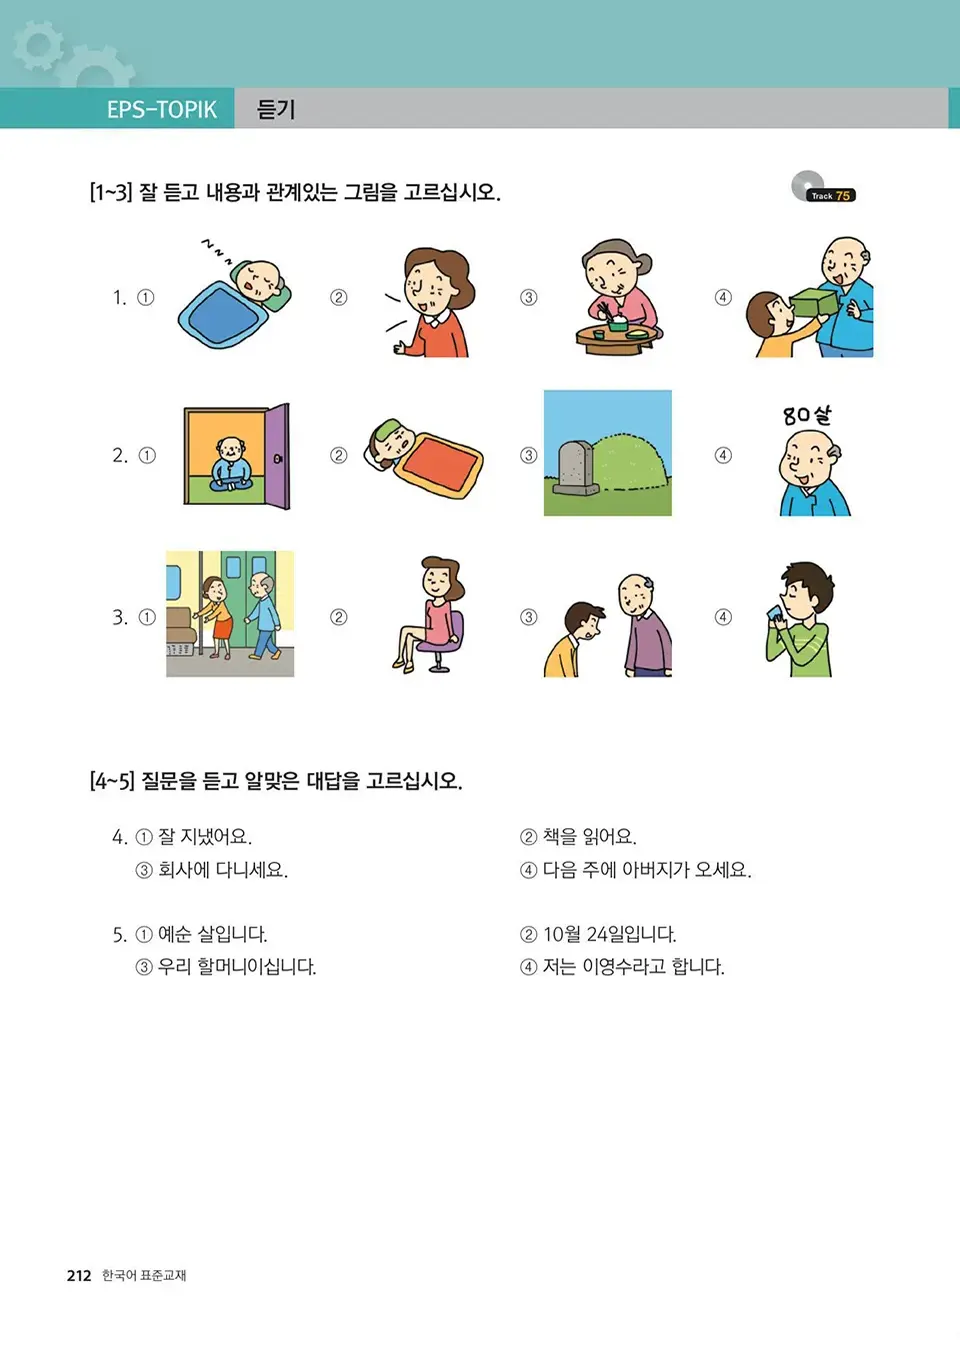 EPS-TOPIK 듣기
[1~3] 잘 듣고 내용과 관계있는 그림을 고르십시오.
Track 75
1. ① ② ③ ④
2. ① ② ③ ④
80살
3. ① ② ③ ④
[4~5] 질문을 듣고 알맞은 대답을 고르십시오.
4. ① 잘 지냈어요. ② 책을 읽어요.
③ 회사에 다니세요. ④ 다음 주에 아버지가 오세요.
5. ① 예순 살입니다. ② 10월 24일입니다.
③ 우리 할머니이십니다. ④ 저는 이영수라고 합니다.
212 한국어 표준교재